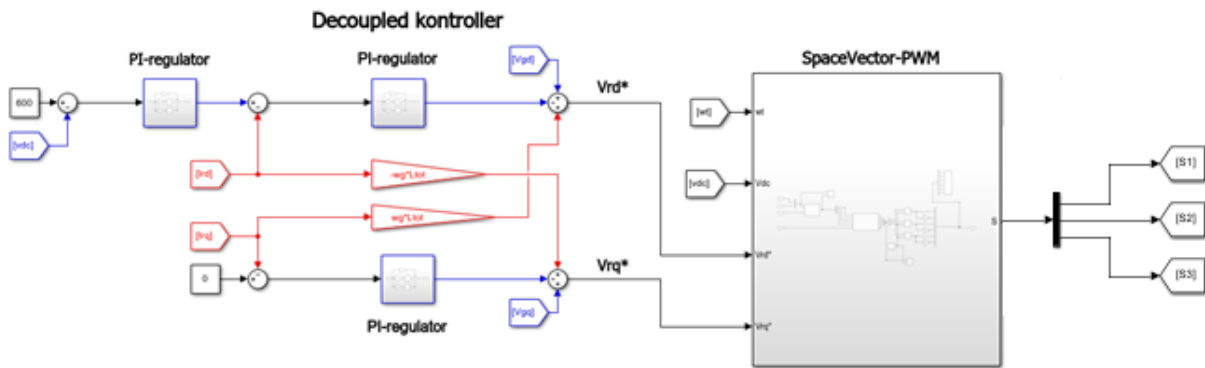 Decoupled kontroller
PI-regulator
PI-regulator
SpaceVector-PWM
[Vgd]
Vrd*
600
[vdc]
[wt]
wt
[S1]
[Ird]
-wg*Ltot
[vdc]
Vdc
[S2]
S
[Irq]
wg*Ltot
Vrd*
[S3]
0
Vrq*
[Vgq]
PI-regulator
Vrq*